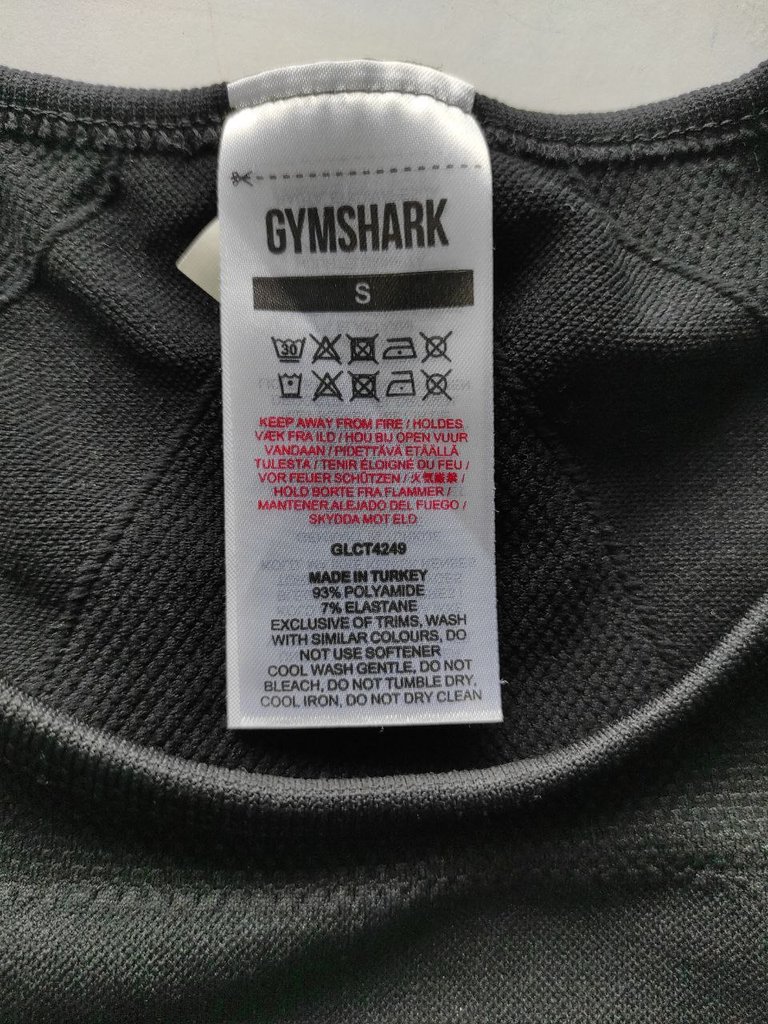 GYMSHARK
S
30
KEEP AWAY FROM FIRE / HOLDES
VÆK FRA ILD / HOU BIJ OPEN VUUR
VANDAAN / PIDETTÄVÄ ETÄÄLLÄ
TULESTA / TENIR ÉLOIGNÉ DU FEU /
VOR FEUER SCHÜTZEN / 火気厳禁 /
HOLD BORTE FRA FLAMMER /
MANTENER ALEJADO DEL FUEGO /
SKYDDA MOT ELD
GLCT4249
MADE IN TURKEY
93% POLYAMIDE
7% ELASTANE
EXCLUSIVE OF TRIMS, WASH
WITH SIMILAR COLOURS, DO
NOT USE SOFTENER
COOL WASH GENTLE, DO NOT
BLEACH, DO NOT TUMBLE DRY,
COOL IRON, DO NOT DRY CLEAN